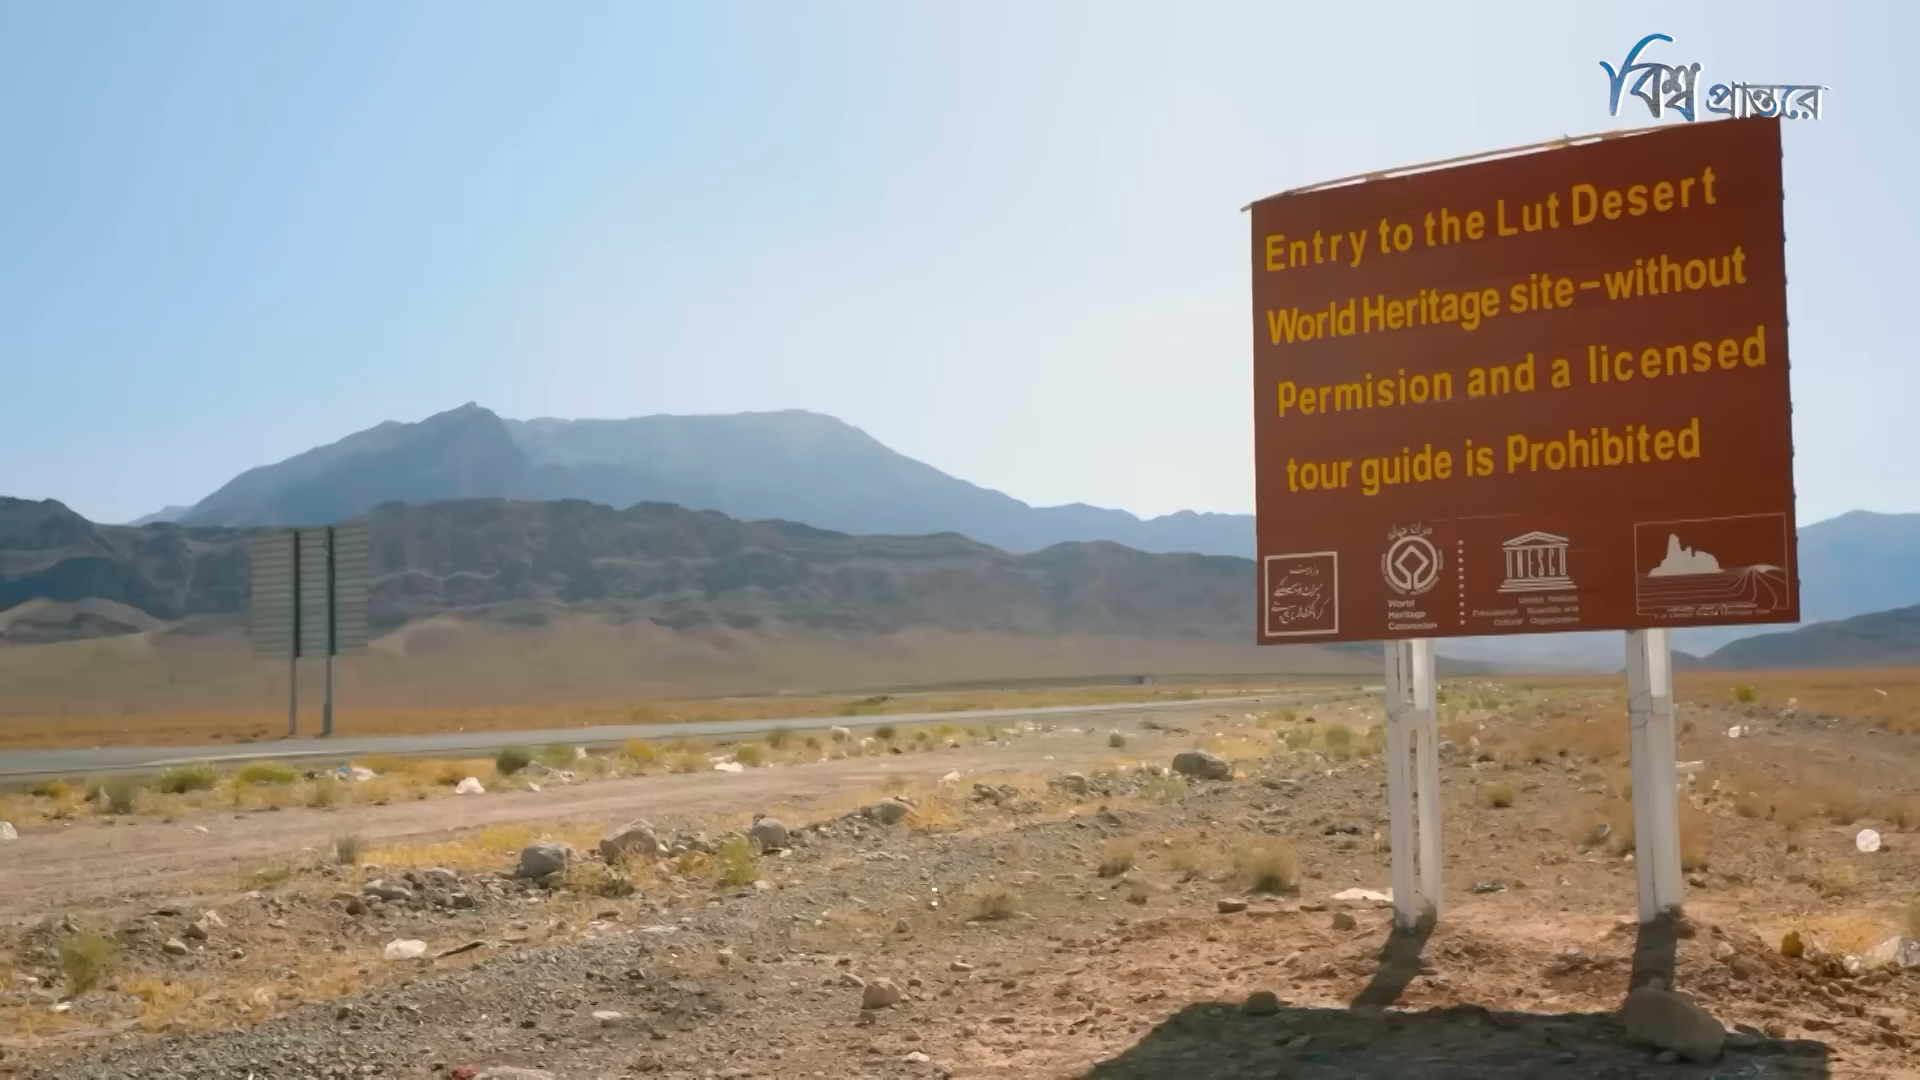 বিশ্ব প্রান্তরে
Entry to the Lut Desert
World Heritage site-without
Permision and a licensed
tour guide is Prohibited
UNESCO
World
Heritage
Convention
United Nations
Educational Scientific and
Cultural Organization